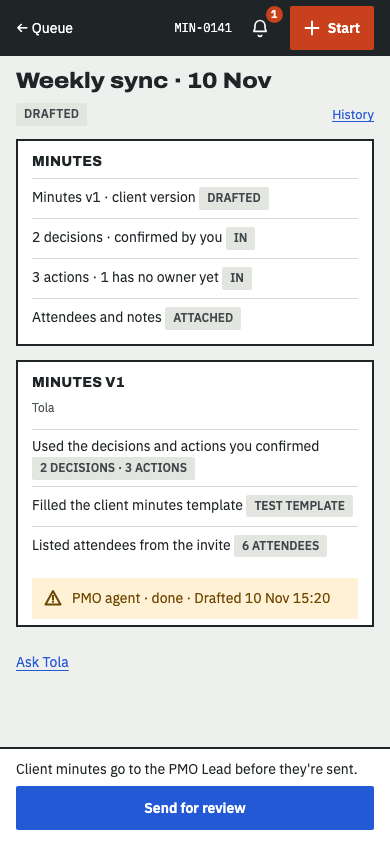 ← Queue
MIN-0141
1
Start
Weekly sync · 10 Nov
DRAFTED
History
MINUTES
Minutes v1 · client version DRAFTED
2 decisions · confirmed by you IN
3 actions · 1 has no owner yet IN
Attendees and notes ATTACHED
MINUTES V1
Tola
Used the decisions and actions you confirmed
2 DECISIONS · 3 ACTIONS
Filled the client minutes template TEST TEMPLATE
Listed attendees from the invite 6 ATTENDEES
PMO agent · done · Drafted 10 Nov 15:20
Ask Tola
Client minutes go to the PMO Lead before they're sent.
Send for review